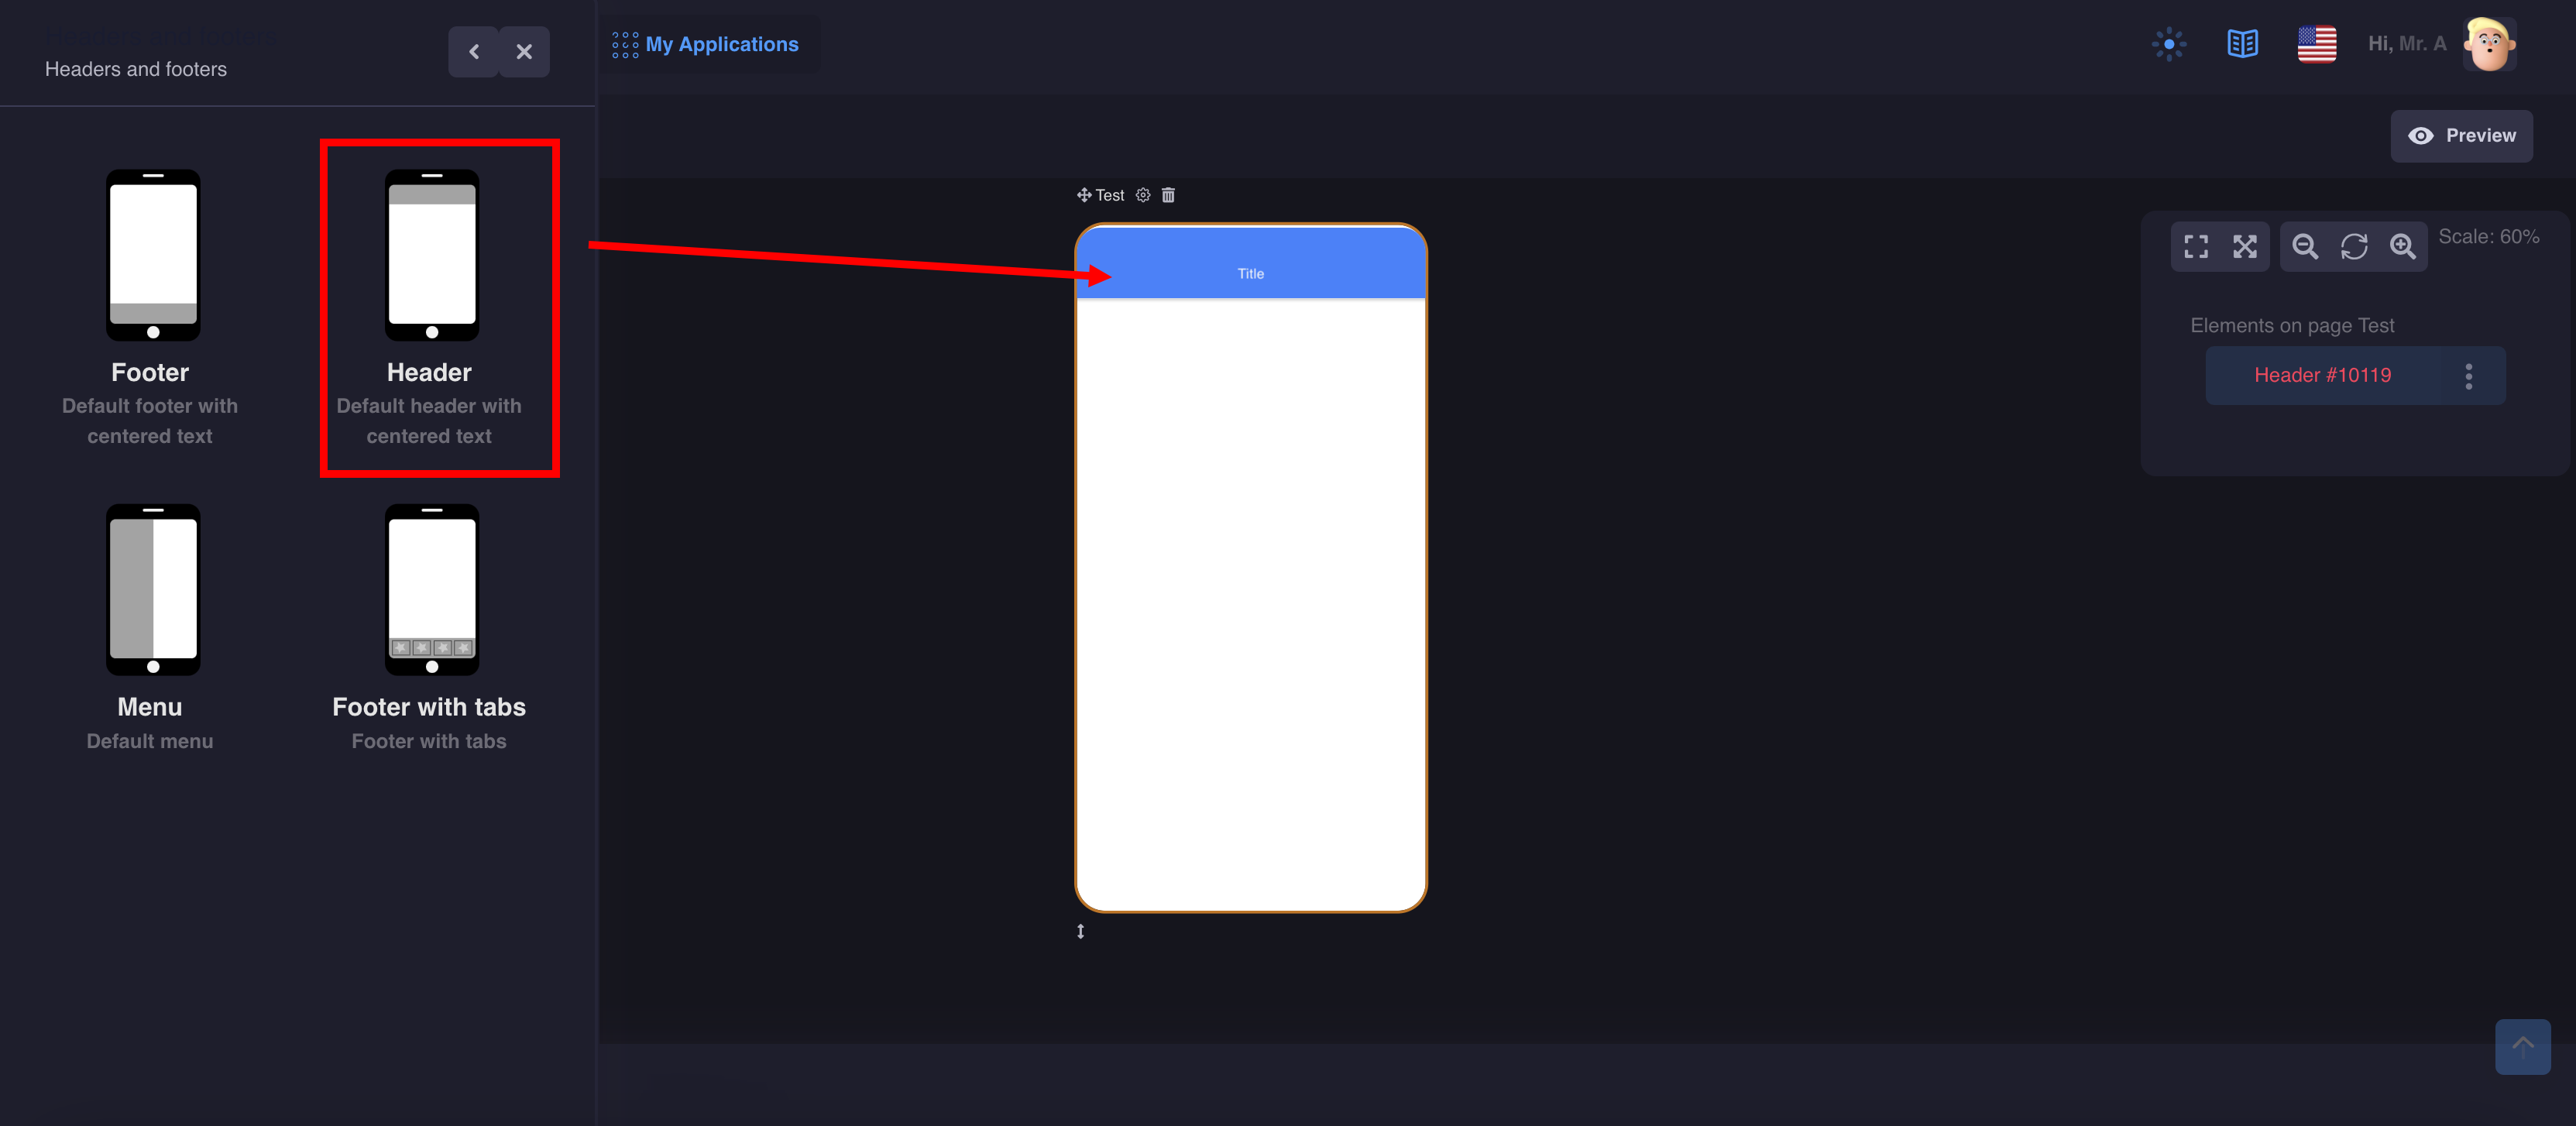 Headers and footers
Headers and footers
My Applications
Hi, Mr. A
Preview
Test
Title
Scale: 60%
Elements on page Test
Header #10119
Footer
Default footer with
centered text
Header
Default header with
centered text
Menu
Default menu
Footer with tabs
Footer with tabs